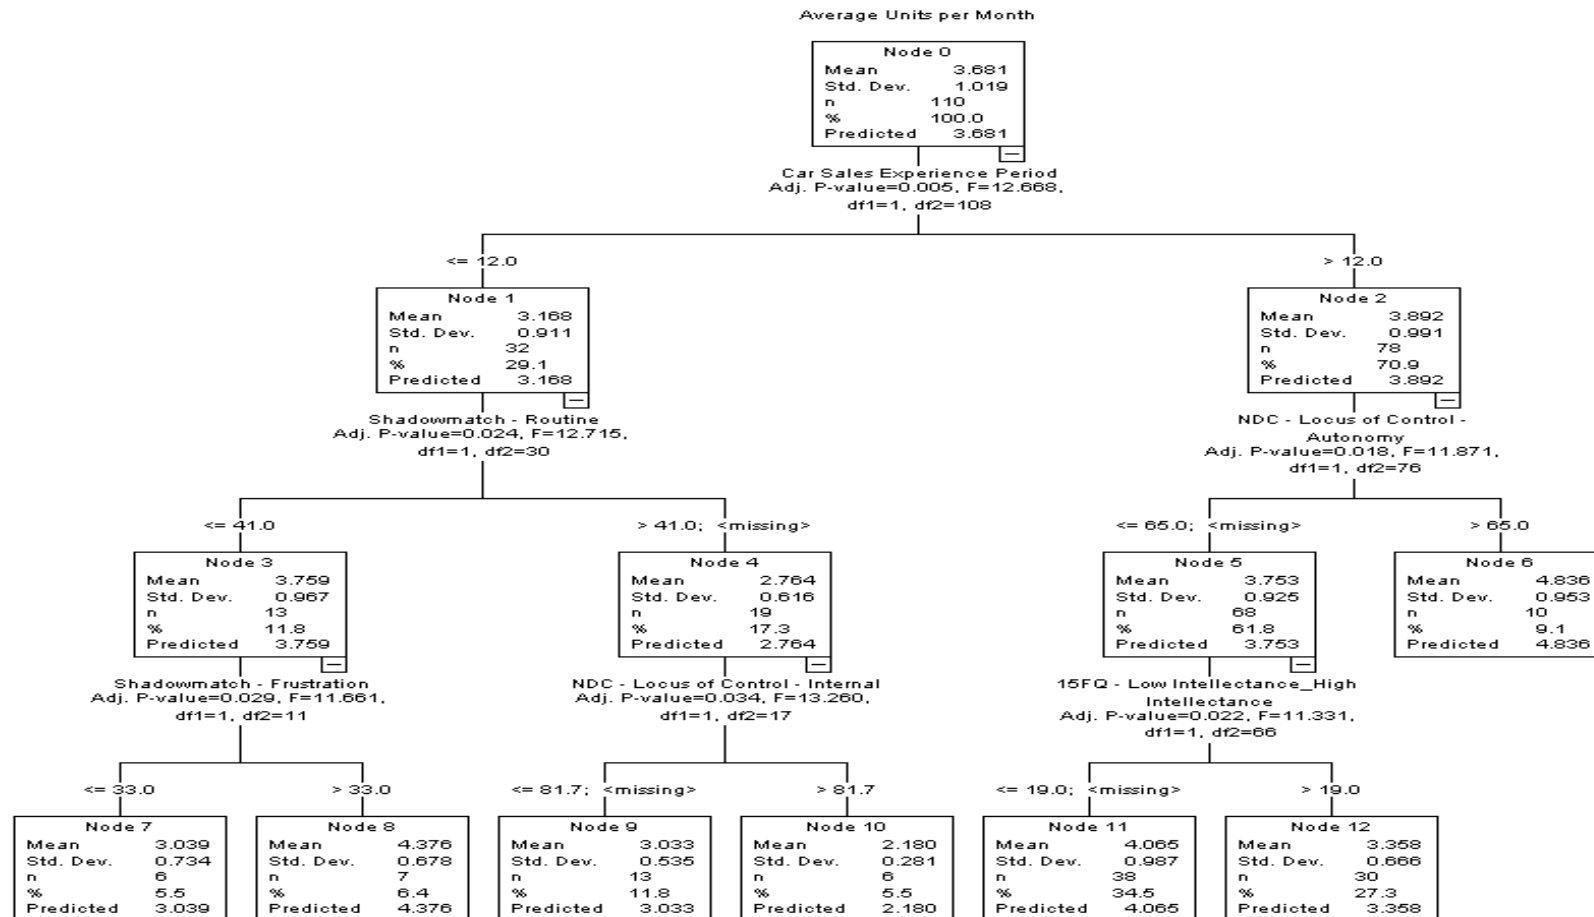 Average Units per Month
Node 0
Mean 3.681
Std. Dev. 1.019
n 110
% 100.0
Predicted 3.681
Car Sales Experience Period
Adj. P-value=0.005, F=12.668,
df1=1, df2=108
<= 12.0
> 12.0
Node 1
Mean 3.168
Std. Dev. 0.911
n 32
% 29.1
Predicted 3.168
Node 2
Mean 3.892
Std. Dev. 0.991
n 78
% 70.9
Predicted 3.892
Shadowmatch - Routine
Adj. P-value=0.024, F=12.715,
df1=1, df2=30
NDC - Locus of Control -
Autonomy
Adj. P-value=0.018, F=11.871,
df1=1, df2=76
<= 41.0
> 41.0; <missing>
<= 65.0; <missing>
> 65.0
Node 3
Mean 3.759
Std. Dev. 0.967
n 13
% 11.8
Predicted 3.759
Node 4
Mean 2.764
Std. Dev. 0.616
n 19
% 17.3
Predicted 2.764
Node 5
Mean 3.753
Std. Dev. 0.925
n 68
% 61.8
Predicted 3.753
Node 6
Mean 4.836
Std. Dev. 0.953
n 10
% 9.1
Predicted 4.836
Shadowmatch - Frustration
Adj. P-value=0.029, F=11.661,
df1=1, df2=11
NDC - Locus of Control - Internal
Adj. P-value=0.034, F=13.260,
df1=1, df2=17
15FQ - Low Intellectance_High
Intellectance
Adj. P-value=0.022, F=11.331,
df1=1, df2=66
<= 33.0
> 33.0
<= 81.7; <missing>
> 81.7
<= 19.0; <missing>
> 19.0
Node 7
Mean 3.039
Std. Dev. 0.734
n 6
% 5.5
Predicted 3.039
Node 8
Mean 4.376
Std. Dev. 0.678
n 7
% 6.4
Predicted 4.376
Node 9
Mean 3.033
Std. Dev. 0.535
n 13
% 11.8
Predicted 3.033
Node 10
Mean 2.180
Std. Dev. 0.281
n 6
% 5.5
Predicted 2.180
Node 11
Mean 4.065
Std. Dev. 0.987
n 38
% 34.5
Predicted 4.065
Node 12
Mean 3.358
Std. Dev. 0.666
n 30
% 27.3
Predicted 3.358